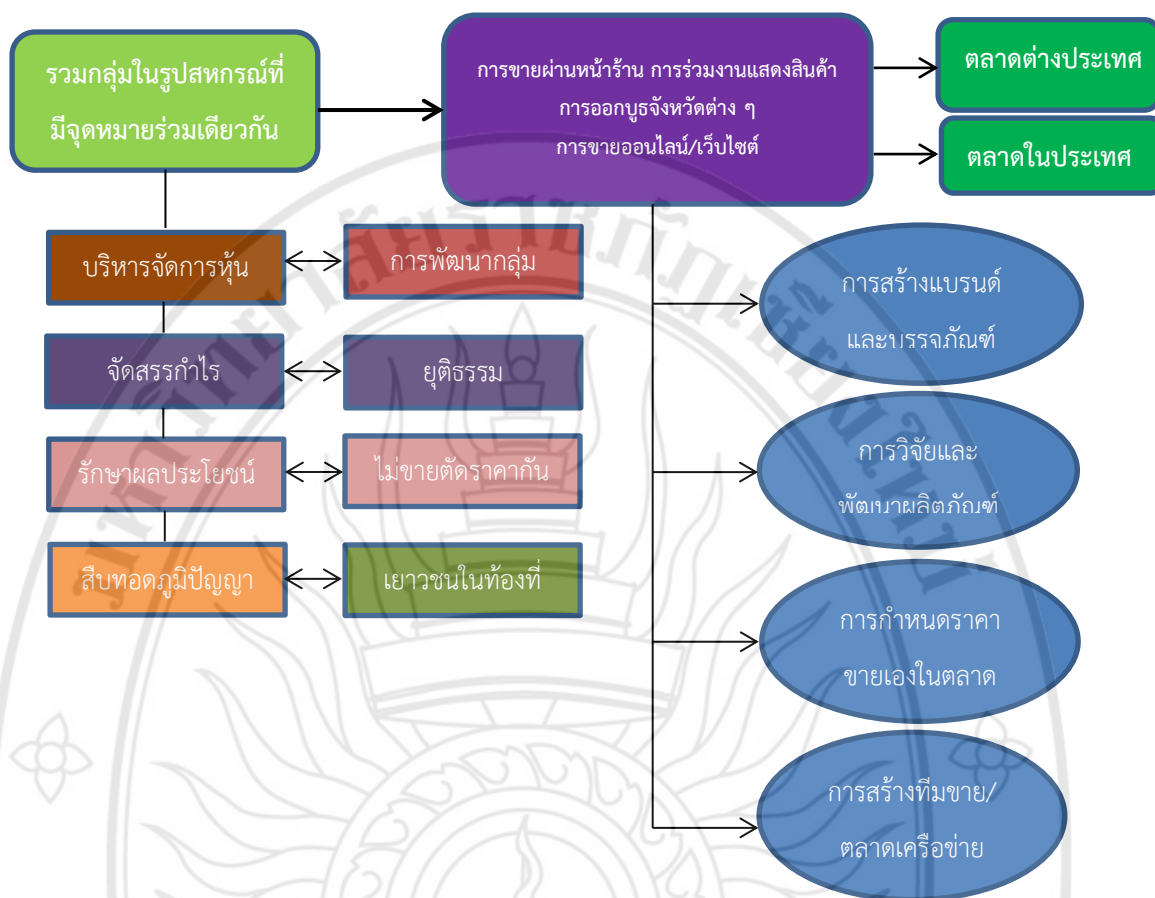 รวมกลุ่มในรูปสหกรณ์ที่
มีจุดหมายร่วมเดียวกัน
การขายผ่านหน้าร้าน การร่วมงานแสดงสินค้า
การออกบูธจังหวัดต่าง ๆ
การขายออนไลน์/เว็บไซต์
ตลาดต่างประเทศ
ตลาดในประเทศ
บริหารจัดการหุ้น
การพัฒนากลุ่ม
จัดสรรกำไร
ยุติธรรม
รักษาผลประโยชน์
ไม่ขายตัดราคากัน
สืบทอดภูมิปัญญา
เยาวชนในท้องที่
การสร้างแบรนด์
และบรรจุภัณฑ์
การวิจัยและ
พัฒนาผลิตภัณฑ์
การกำหนดราคา
ขายเองในตลาด
การสร้างทีมขาย/
ตลาดเครือข่าย